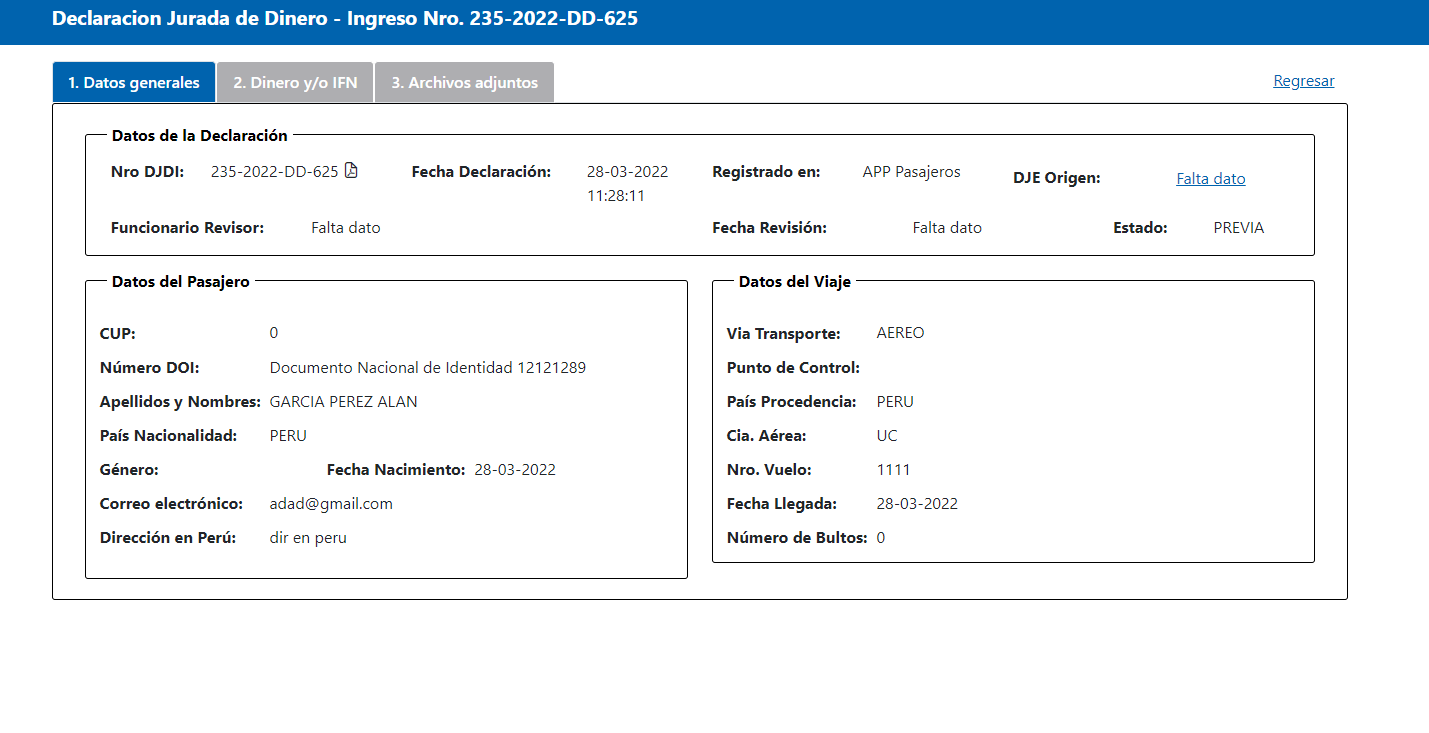 Declaracion Jurada de Dinero - Ingreso Nro. 235-2022-DD-625
1. Datos generales 2. Dinero y/o IFN 3. Archivos adjuntos Regresar
Datos de la Declaración
Nro DJDI: 235-2022-DD-625 Fecha Declaración: 28-03-2022 11:28:11 Registrado en: APP Pasajeros DJE Origen: Falta dato
Funcionario Revisor: Falta dato Fecha Revisión: Falta dato Estado: PREVIA
Datos del Pasajero
CUP: 0
Número DOI: Documento Nacional de Identidad 12121289
Apellidos y Nombres: GARCIA PEREZ ALAN
País Nacionalidad: PERU
Género: Fecha Nacimiento: 28-03-2022
Correo electrónico: adad@gmail.com
Dirección en Perú: dir en peru
Datos del Viaje
Via Transporte: AEREO
Punto de Control:
País Procedencia: PERU
Cia. Aérea: UC
Nro. Vuelo: 1111
Fecha Llegada: 28-03-2022
Número de Bultos: 0